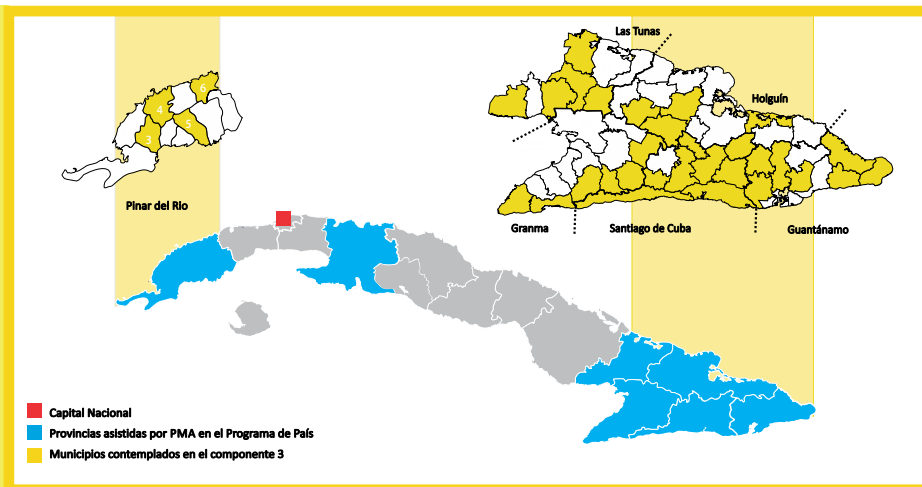 Las Tunas
Holguín
6
4
5
3
Pinar del Rio
Granma
Santiago de Cuba
Guantánamo
Capital Nacional
Provincias asistidas por PMA en el Programa de País
Municipios contemplados en el componente 3